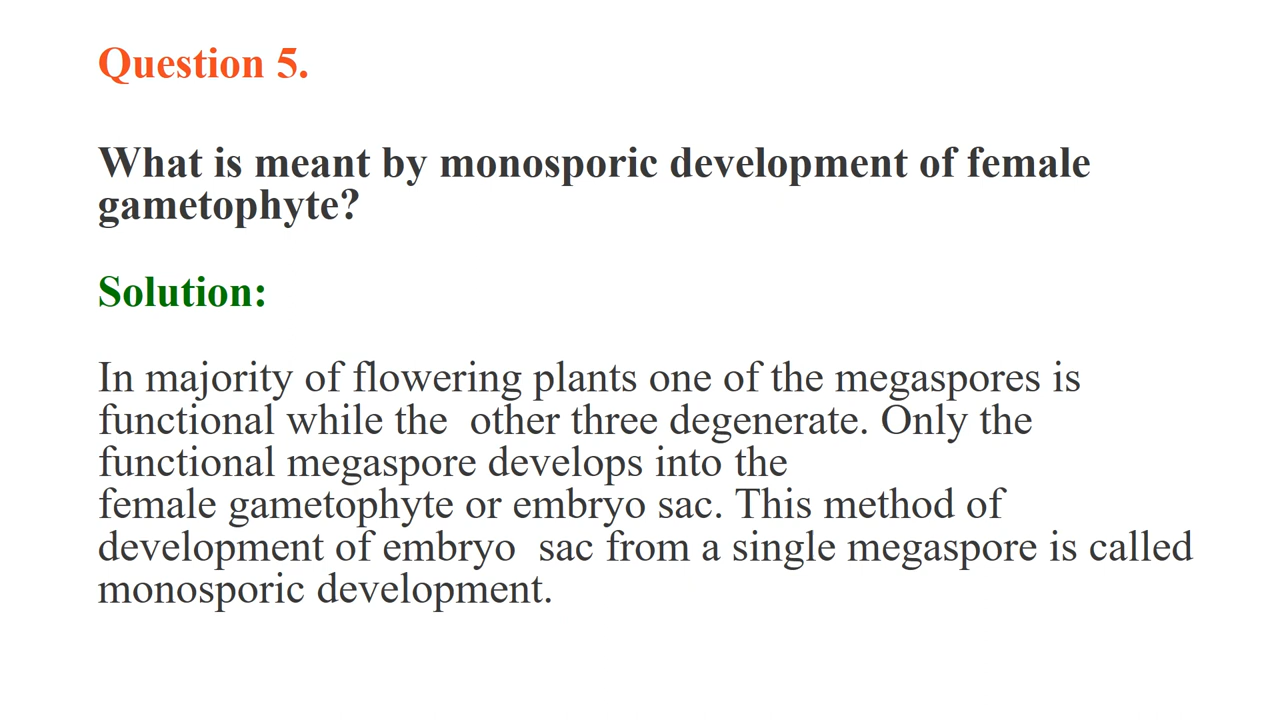 Question 5.
What is meant by monosporic development of female
gametophyte?
Solution:
In majority of flowering plants one of the megaspores is
functional while the  other three degenerate. Only the
functional megaspore develops into the
female gametophyte or embryo sac. This method of
development of embryo  sac from a single megaspore is called
monosporic development.